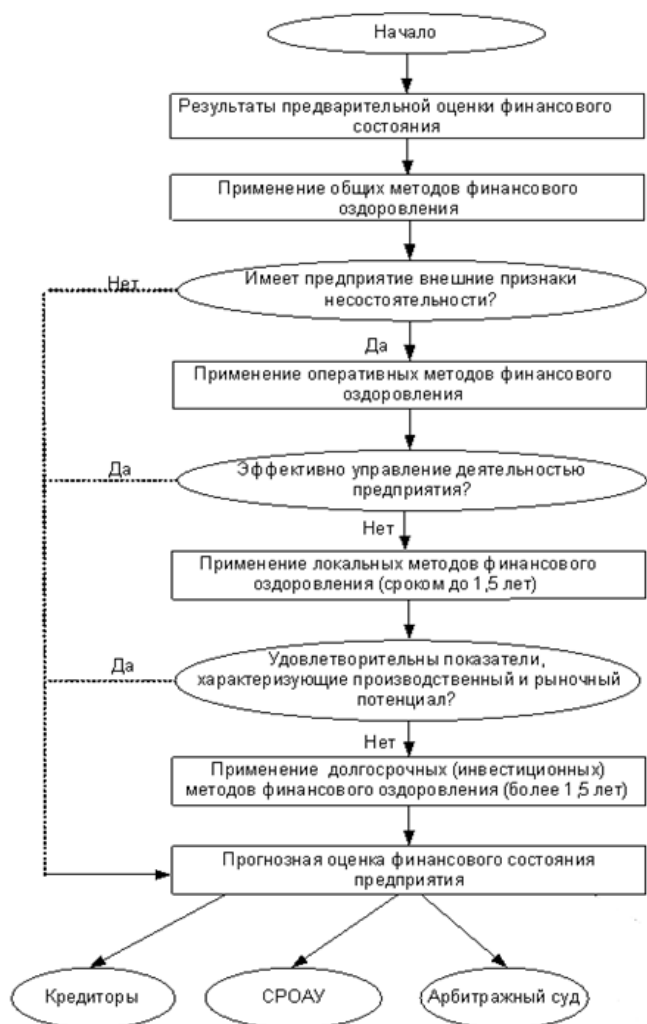 Начало
Результаты предварительной оценки финансового
состояния
Применение общих методов финансового
оздоровления
Имеет предприятие внешние признаки
несостоятельности?
Нет
Да
Применение оперативных методов финансового
оздоровления
Эффективно управление деятельностью
предприятия?
Да
Нет
Применение локальных методов финансового
оздоровления (сроком до 1,5 лет)
Удовлетворительны показатели,
характеризующие производственный и рыночный
потенциал?
Да
Нет
Применение долгосрочных (инвестиционных)
методов финансового оздоровления (более 1,5 лет)
Прогнозная оценка финансового состояния
предприятия
Кредиторы
СРОАУ
Арбитражный суд